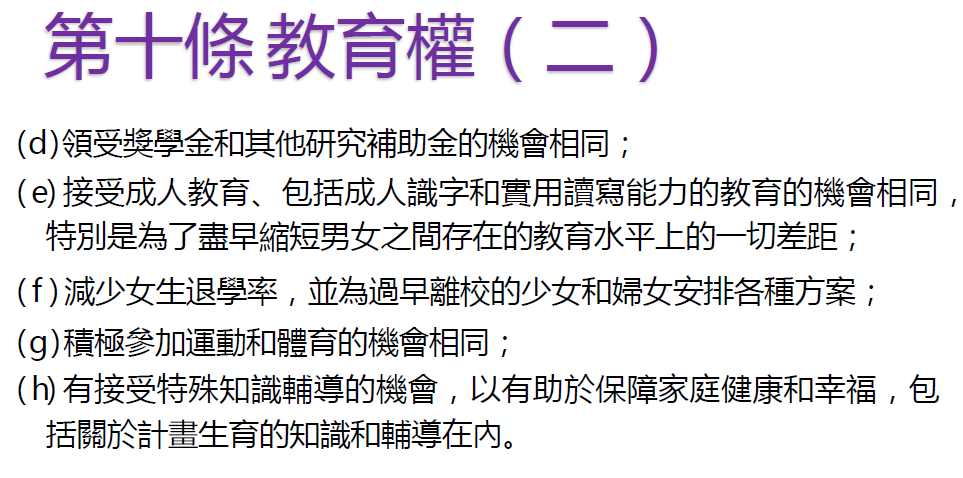 第十條 教育權（二）
(d)領受獎學金和其他研究補助金的機會相同；
(e)接受成人教育、包括成人識字和實用讀寫能力的教育的機會相同，
特別是為了盡早縮短男女之間存在的教育水平上的一切差距；
(f)減少女生退學率，並為過早離校的少女和婦女安排各種方案；
(g)積極參加運動和體育的機會相同；
(h)有接受特殊知識輔導的機會，以有助於保障家庭健康和幸福，包
括關於計畫生育的知識和輔導在內。